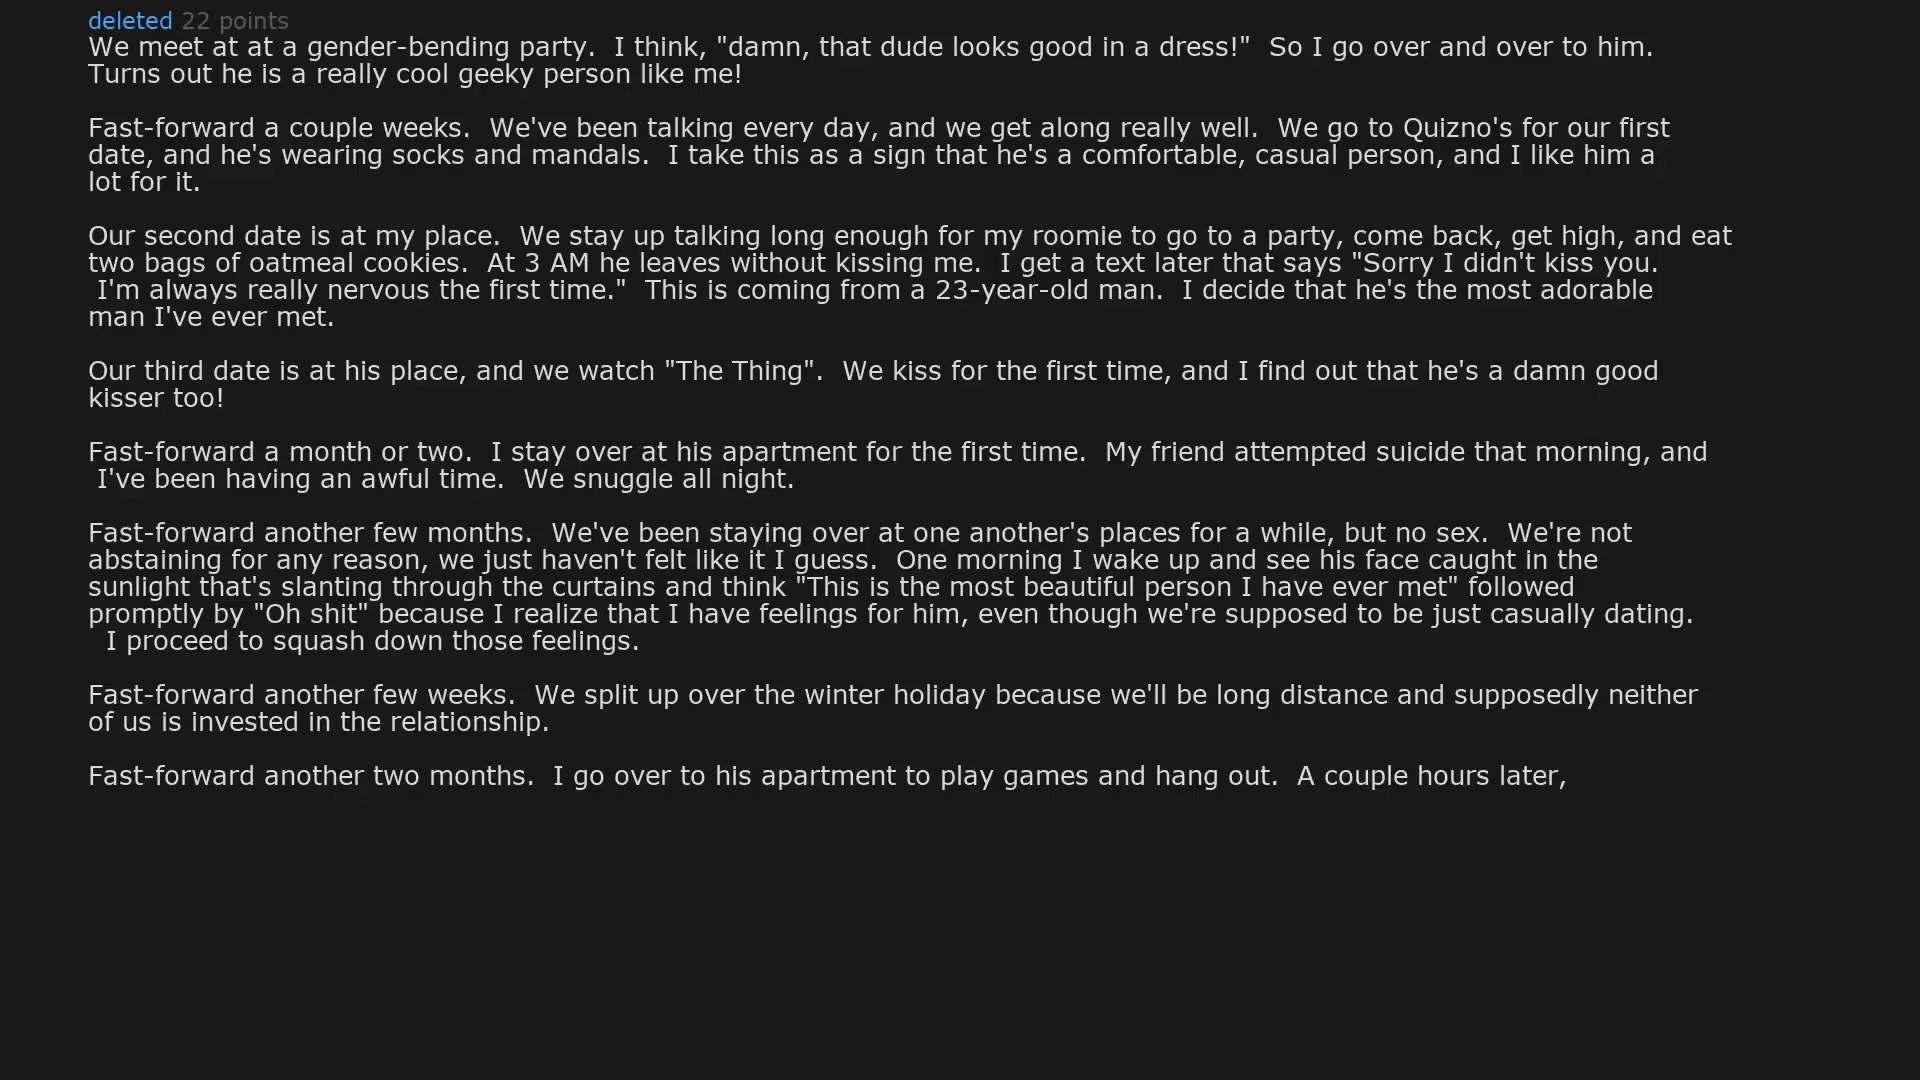 deleted 22 points
We meet at at a gender-bending party.  I think, "damn, that dude looks good in a dress!"  So I go over and over to him.
Turns out he is a really cool geeky person like me!
Fast-forward a couple weeks.  We've been talking every day, and we get along really well.  We go to Quizno's for our first
date, and he's wearing socks and mandals.  I take this as a sign that he's a comfortable, casual person, and I like him a
lot for it.
Our second date is at my place.  We stay up talking long enough for my roomie to go to a party, come back, get high, and eat
two bags of oatmeal cookies.  At 3 AM he leaves without kissing me.  I get a text later that says "Sorry I didn't kiss you.
I'm always really nervous the first time."  This is coming from a 23-year-old man.  I decide that he's the most adorable
man I've ever met.
Our third date is at his place, and we watch "The Thing".  We kiss for the first time, and I find out that he's a damn good
kisser too!
Fast-forward a month or two.  I stay over at his apartment for the first time.  My friend attempted suicide that morning, and
I've been having an awful time.  We snuggle all night.
Fast-forward another few months.  We've been staying over at one another's places for a while, but no sex.  We're not
abstaining for any reason, we just haven't felt like it I guess.  One morning I wake up and see his face caught in the
sunlight that's slanting through the curtains and think "This is the most beautiful person I have ever met" followed
promptly by "Oh shit" because I realize that I have feelings for him, even though we're supposed to be just casually dating.
I proceed to squash down those feelings.
Fast-forward another few weeks.  We split up over the winter holiday because we'll be long distance and supposedly neither
of us is invested in the relationship.
Fast-forward another two months.  I go over to his apartment to play games and hang out.  A couple hours later,